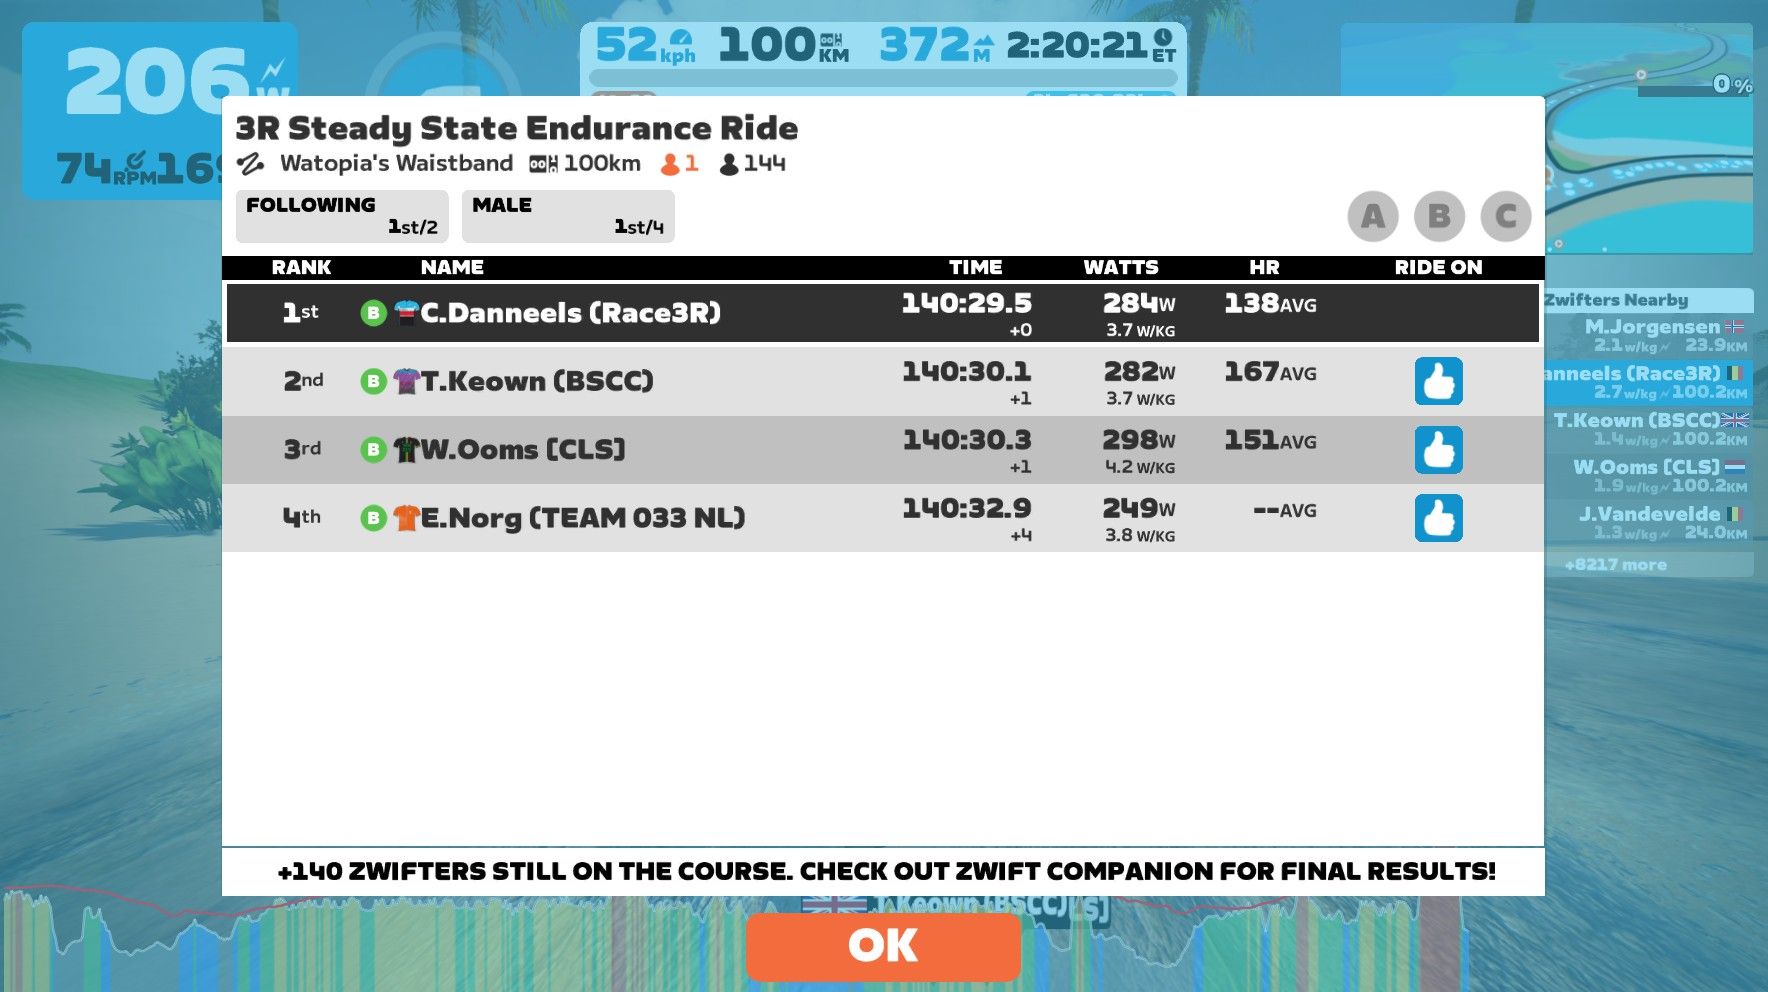 206 W
74 RPM
52 kph 100 KM 372 M 2:20:21 ET
0 %
3R Steady State Endurance Ride
Watopia's Waistband 100km 1 144
FOLLOWING
1st/2
MALE
1st/4
A B C
RANK NAME TIME WATTS HR RIDE ON
1st B C.Danneels (Race3R) 140:29.5 284W 138AVG
+0 3.7 W/KG
2nd B T.Keown (BSCC) 140:30.1 282W 167AVG
+1 3.7 W/KG
3rd B W.Ooms [CLS] 140:30.3 298W 151AVG
+1 4.2 W/KG
4th B E.Norg (TEAM 033 NL) 140:32.9 249W --AVG
+4 3.8 W/KG
+140 ZWIFTERS STILL ON THE COURSE. CHECK OUT ZWIFT COMPANION FOR FINAL RESULTS!
Zwifters Nearby
M.Jorgensen
2.1 w/kg 23.9KM
anneels (Race3R)
2.7 w/kg 100.2KM
T.Keown (BSCC)
1.4 w/kg 100.2KM
W.Ooms [CLS]
1.9 w/kg 100.2KM
J.Vandevelde
1.3 w/kg 24.0KM
+8217 more
T.Keown (BSCC)
OK